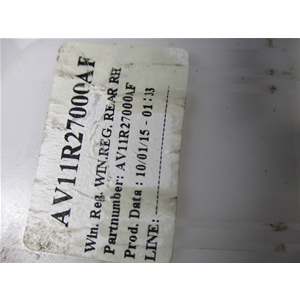 AV11R27000AF
Win. Reg. WIN.REG. REAR RH
Partnumber: AV11R27000AF
Prod. Data : 10/01/15 - 01:33
LINE: --------------------